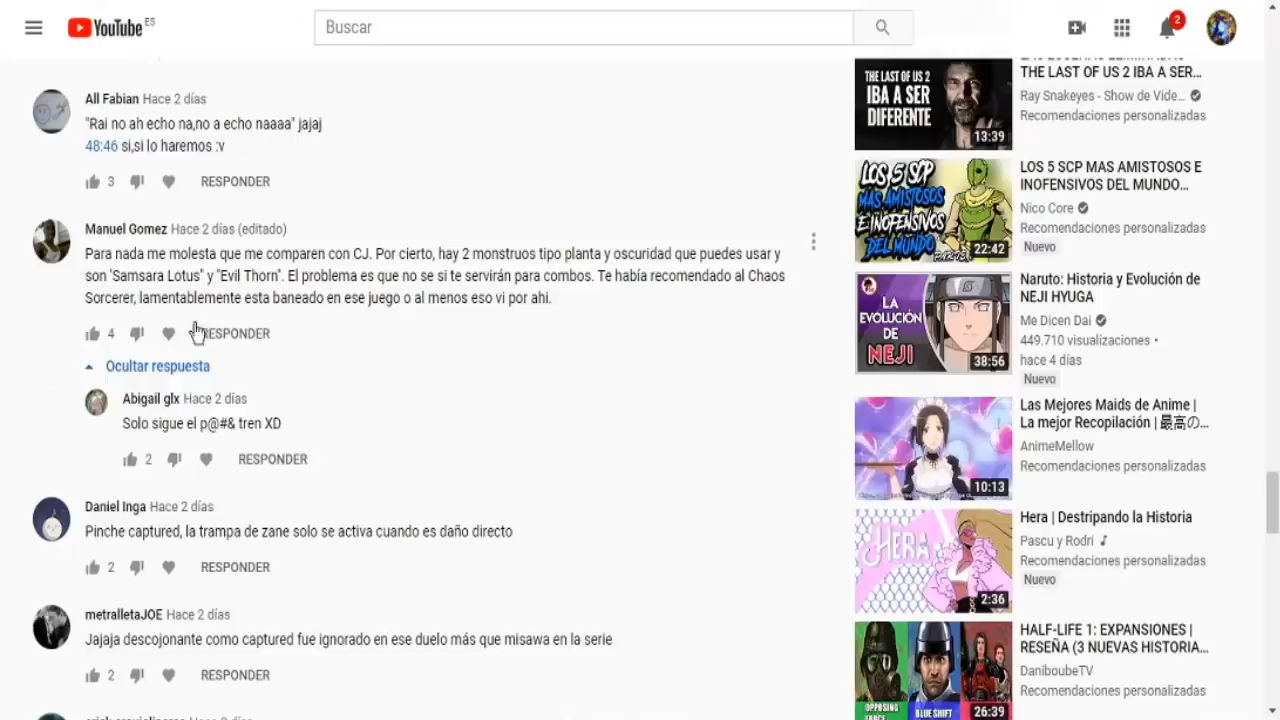 YouTube ES
Buscar
2
All Fabian Hace 2 días
"Rai no ah echo na,no a echo naaaa" jajaj
48:46 si,si lo haremos :v
3 RESPONDER
Manuel Gomez Hace 2 días (editado)
Para nada me molesta que me comparen con CJ. Por cierto, hay 2 monstruos tipo planta y oscuridad que puedes usar y
son 'Samsara Lotus" y "Evil Thorn". El problema es que no se si te servirán para combos. Te había recomendado al Chaos
Sorcerer, lamentablemente esta baneado en ese juego o al menos eso vi por ahi.
4 RESPONDER
Ocultar respuesta
Abigail glx Hace 2 días
Solo sigue el p@#& tren XD
2 RESPONDER
Daniel Inga Hace 2 días
Pinche captured, la trampa de zane solo se activa cuando es daño directo
2 RESPONDER
metralletaJOE Hace 2 días
Jajaja descojonante como captured fue ignorado en ese duelo más que misawa en la serie
2 RESPONDER
THE LAST OF US 2
IBA A SER
DIFERENTE
13:39
THE LAST OF US 2 IBA A SER...
Ray Snakeyes - Show de Vide...
Recomendaciones personalizadas
LOS 5 SCP
MAS AMISTOSOS
E INOFENSIVOS
DEL MUNDO
22:42
LOS 5 SCP MAS AMISTOSOS E
INOFENSIVOS DEL MUNDO...
Nico Core
Recomendaciones personalizadas
Nuevo
LA
EVOLUCIÓN
DE
NEJI
38:56
Naruto: Historia y Evolución de
NEJI HYUGA
Me Dicen Dai
449.710 visualizaciones •
hace 4 días
Nuevo
10:13
Las Mejores Maids de Anime |
La mejor Recopilación | 最高の...
AnimeMellow
Recomendaciones personalizadas
HERA
2:36
Hera | Destripando la Historia
Pascu y Rodri
Recomendaciones personalizadas
Nuevo
OPPOSING
FORCE
BLUE SHIFT
26:39
HALF-LIFE 1: EXPANSIONES |
RESEÑA (3 NUEVAS HISTORIA...
DaniboubeTV
Recomendaciones personalizadas